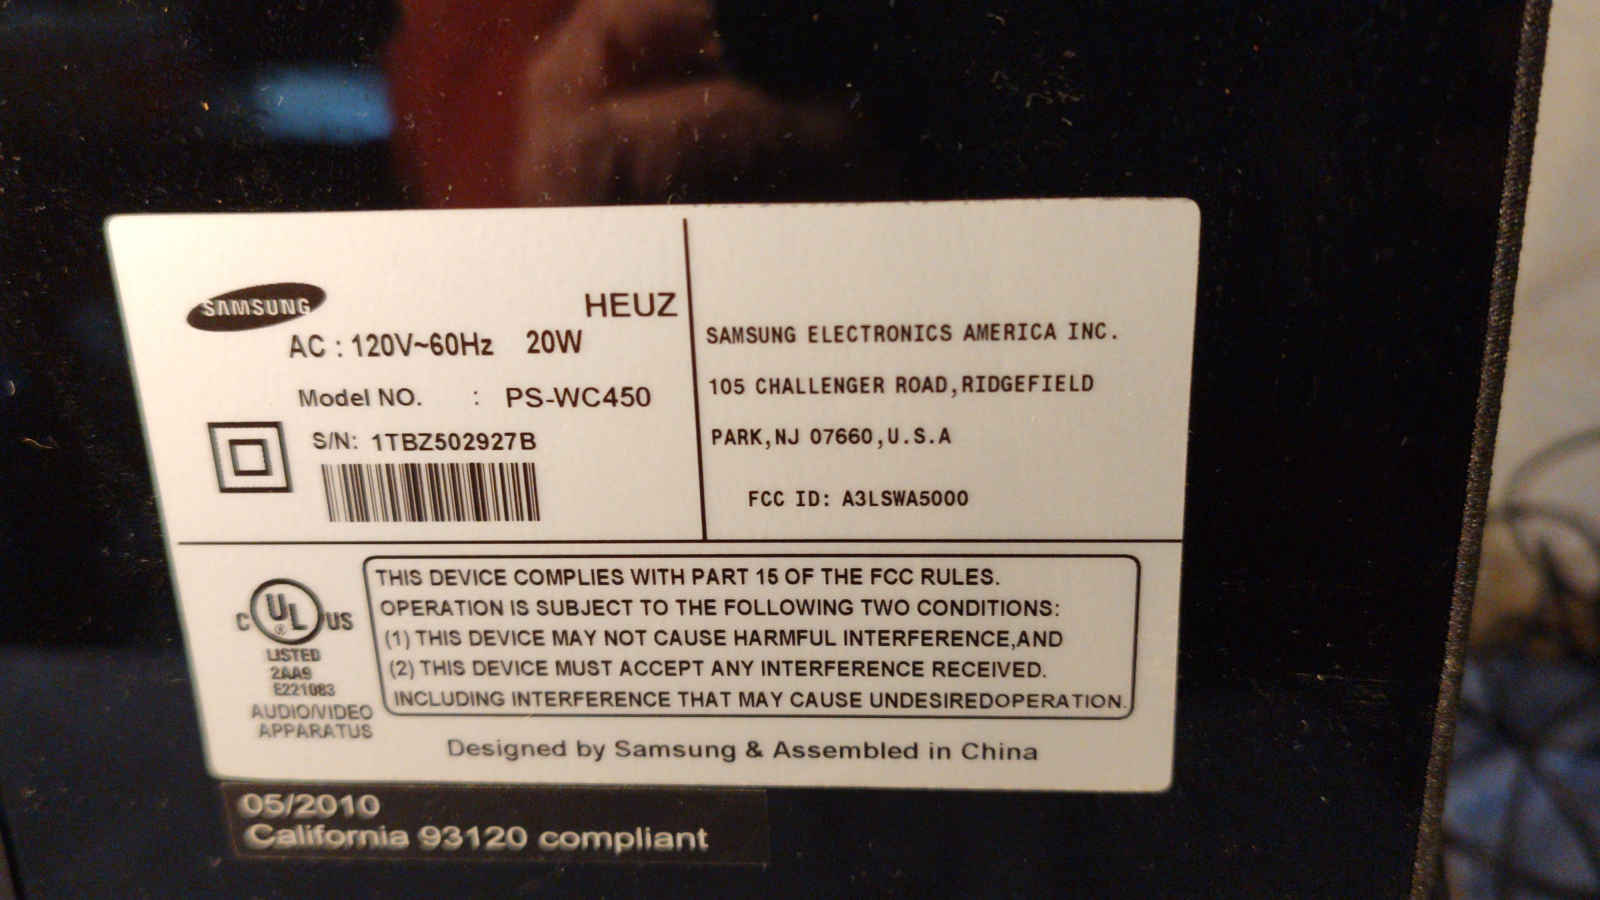 SAMSUNG
HEUZ
AC : 120V~60Hz 20W
Model NO. : PS-WC450
S/N: 1TBZ502927B
SAMSUNG ELECTRONICS AMERICA INC.
105 CHALLENGER ROAD,RIDGEFIELD
PARK,NJ 07660,U.S.A
FCC ID: A3LSWA5000
C UL ® US
LISTED
2AA9
E221083
AUDIO/VIDEO
APPARATUS
THIS DEVICE COMPLIES WITH PART 15 OF THE FCC RULES.
OPERATION IS SUBJECT TO THE FOLLOWING TWO CONDITIONS:
(1) THIS DEVICE MAY NOT CAUSE HARMFUL INTERFERENCE,AND
(2) THIS DEVICE MUST ACCEPT ANY INTERFERENCE RECEIVED.
INCLUDING INTERFERENCE THAT MAY CAUSE UNDESIREDOPERATION.
Designed by Samsung & Assembled in China
05/2010
California 93120 compliant